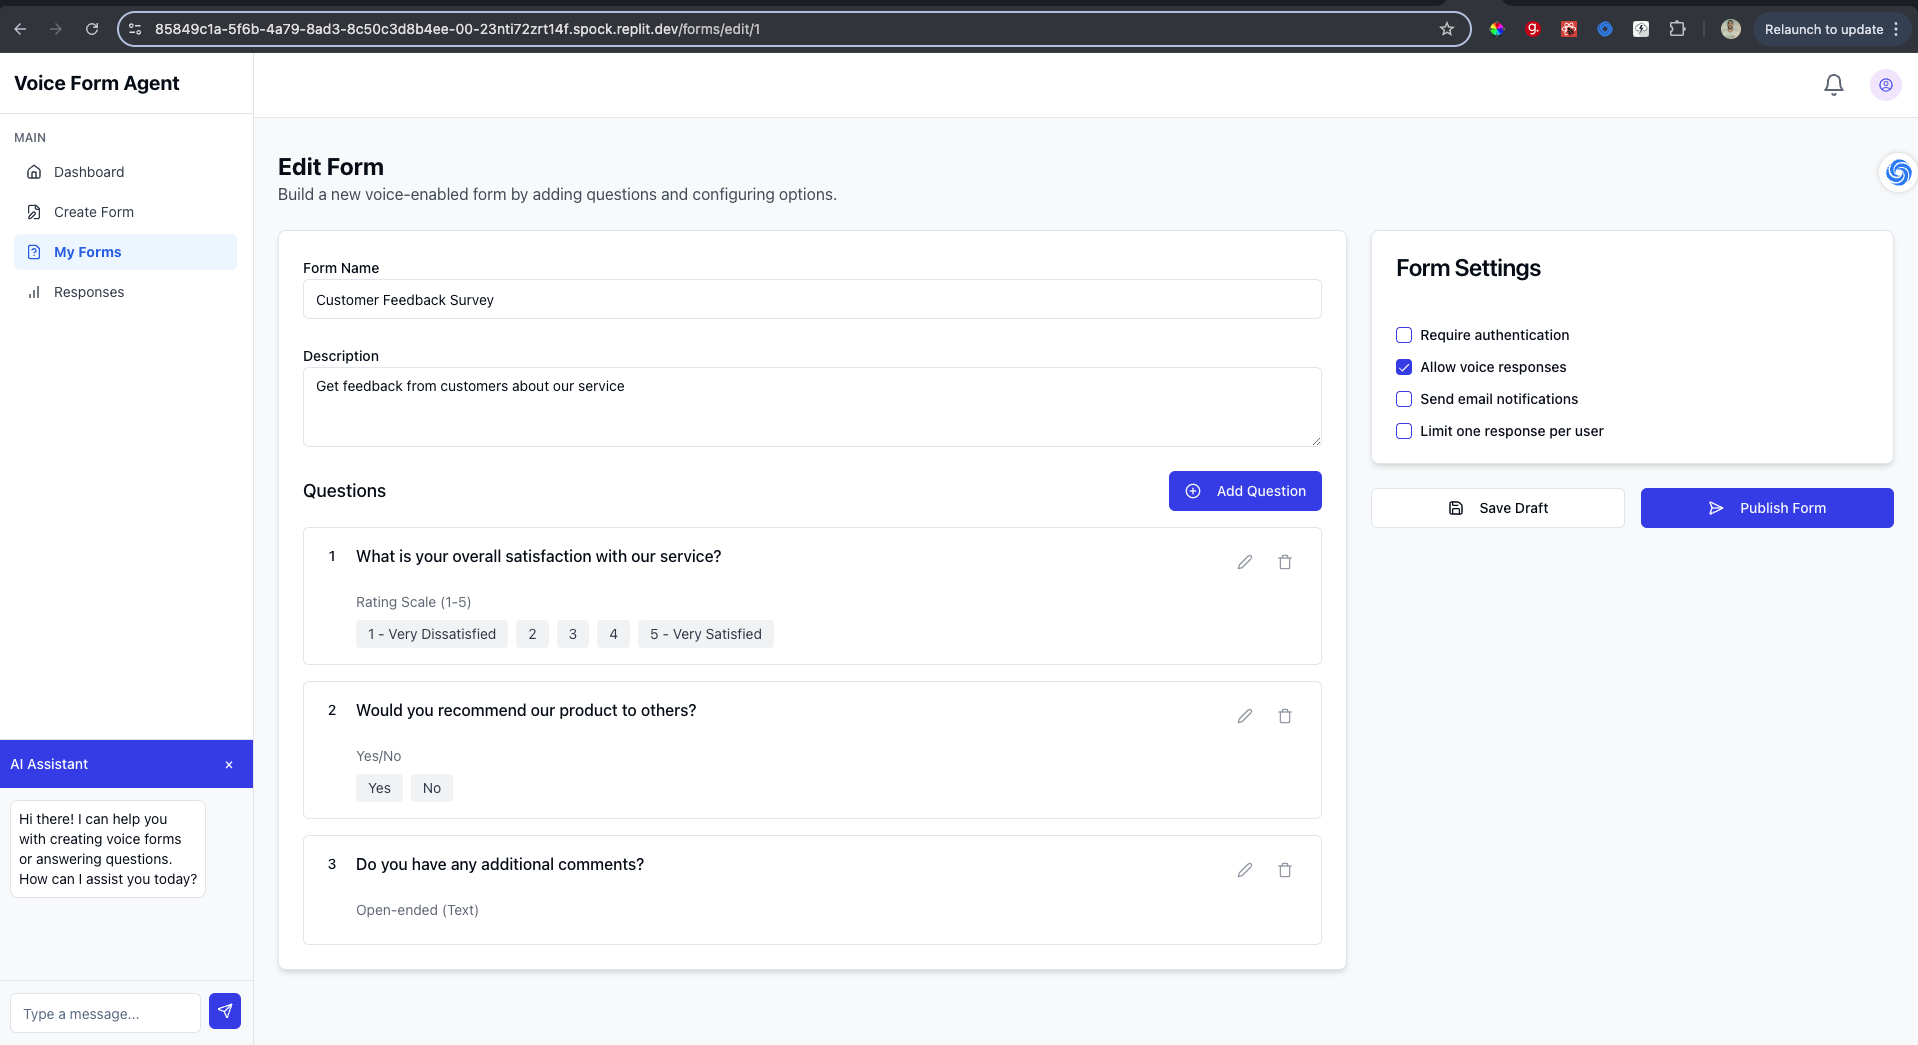 85849c1a-5f6b-4a79-8ad3-8c50c3d8b4ee-00-23nti72zrt14f.spock.replit.dev/forms/edit/1
g.
Relaunch to update
Voice Form Agent
MAIN
Dashboard
Create Form
My Forms
Responses
Edit Form
Build a new voice-enabled form by adding questions and configuring options.
Form Name
Customer Feedback Survey
Description
Get feedback from customers about our service
Questions
Add Question
1 What is your overall satisfaction with our service?
Rating Scale (1-5)
1 - Very Dissatisfied 2 3 4 5 - Very Satisfied
2 Would you recommend our product to others?
Yes/No
Yes No
3 Do you have any additional comments?
Open-ended (Text)
Form Settings
Require authentication
Allow voice responses
Send email notifications
Limit one response per user
Save Draft
Publish Form
AI Assistant ×
Hi there! I can help you
with creating voice forms
or answering questions.
How can I assist you today?
Type a message...